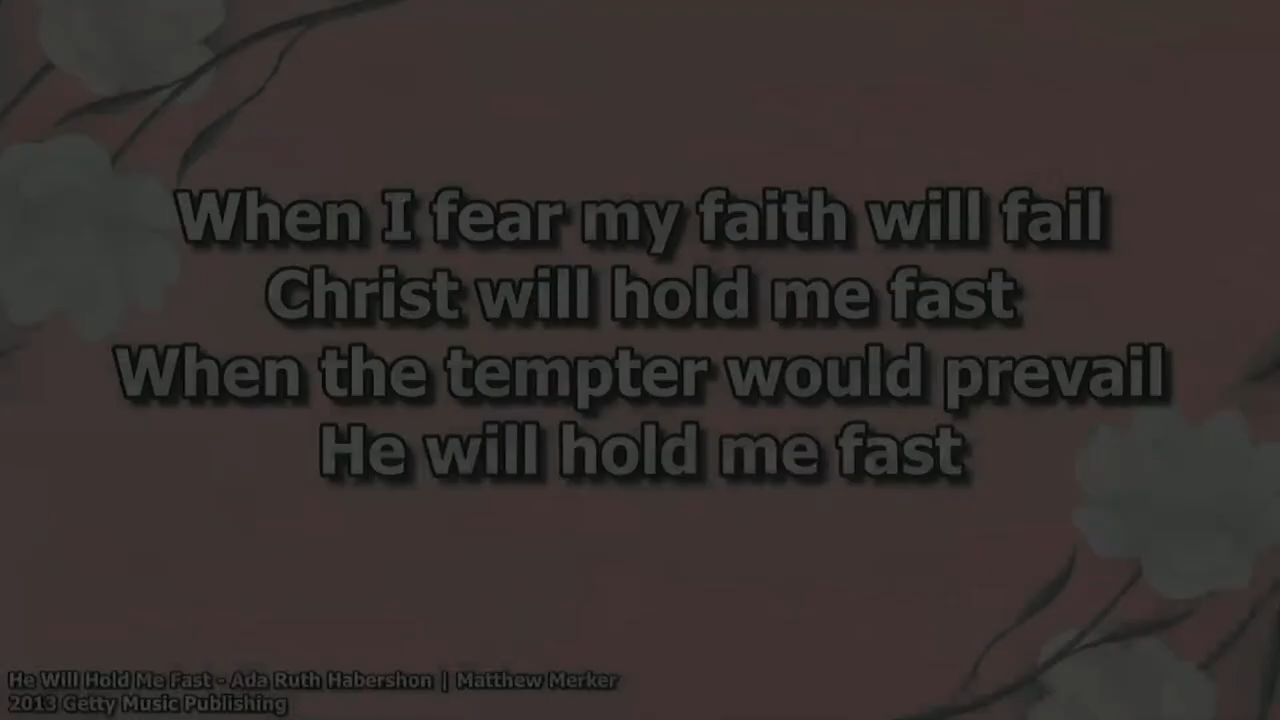 When I fear my faith will fail
Christ will hold me fast
When the tempter would prevail
He will hold me fast
He Will Hold Me Fast - Ada Ruth Habershon | Matthew Merker
2013 Getty Music Publishing